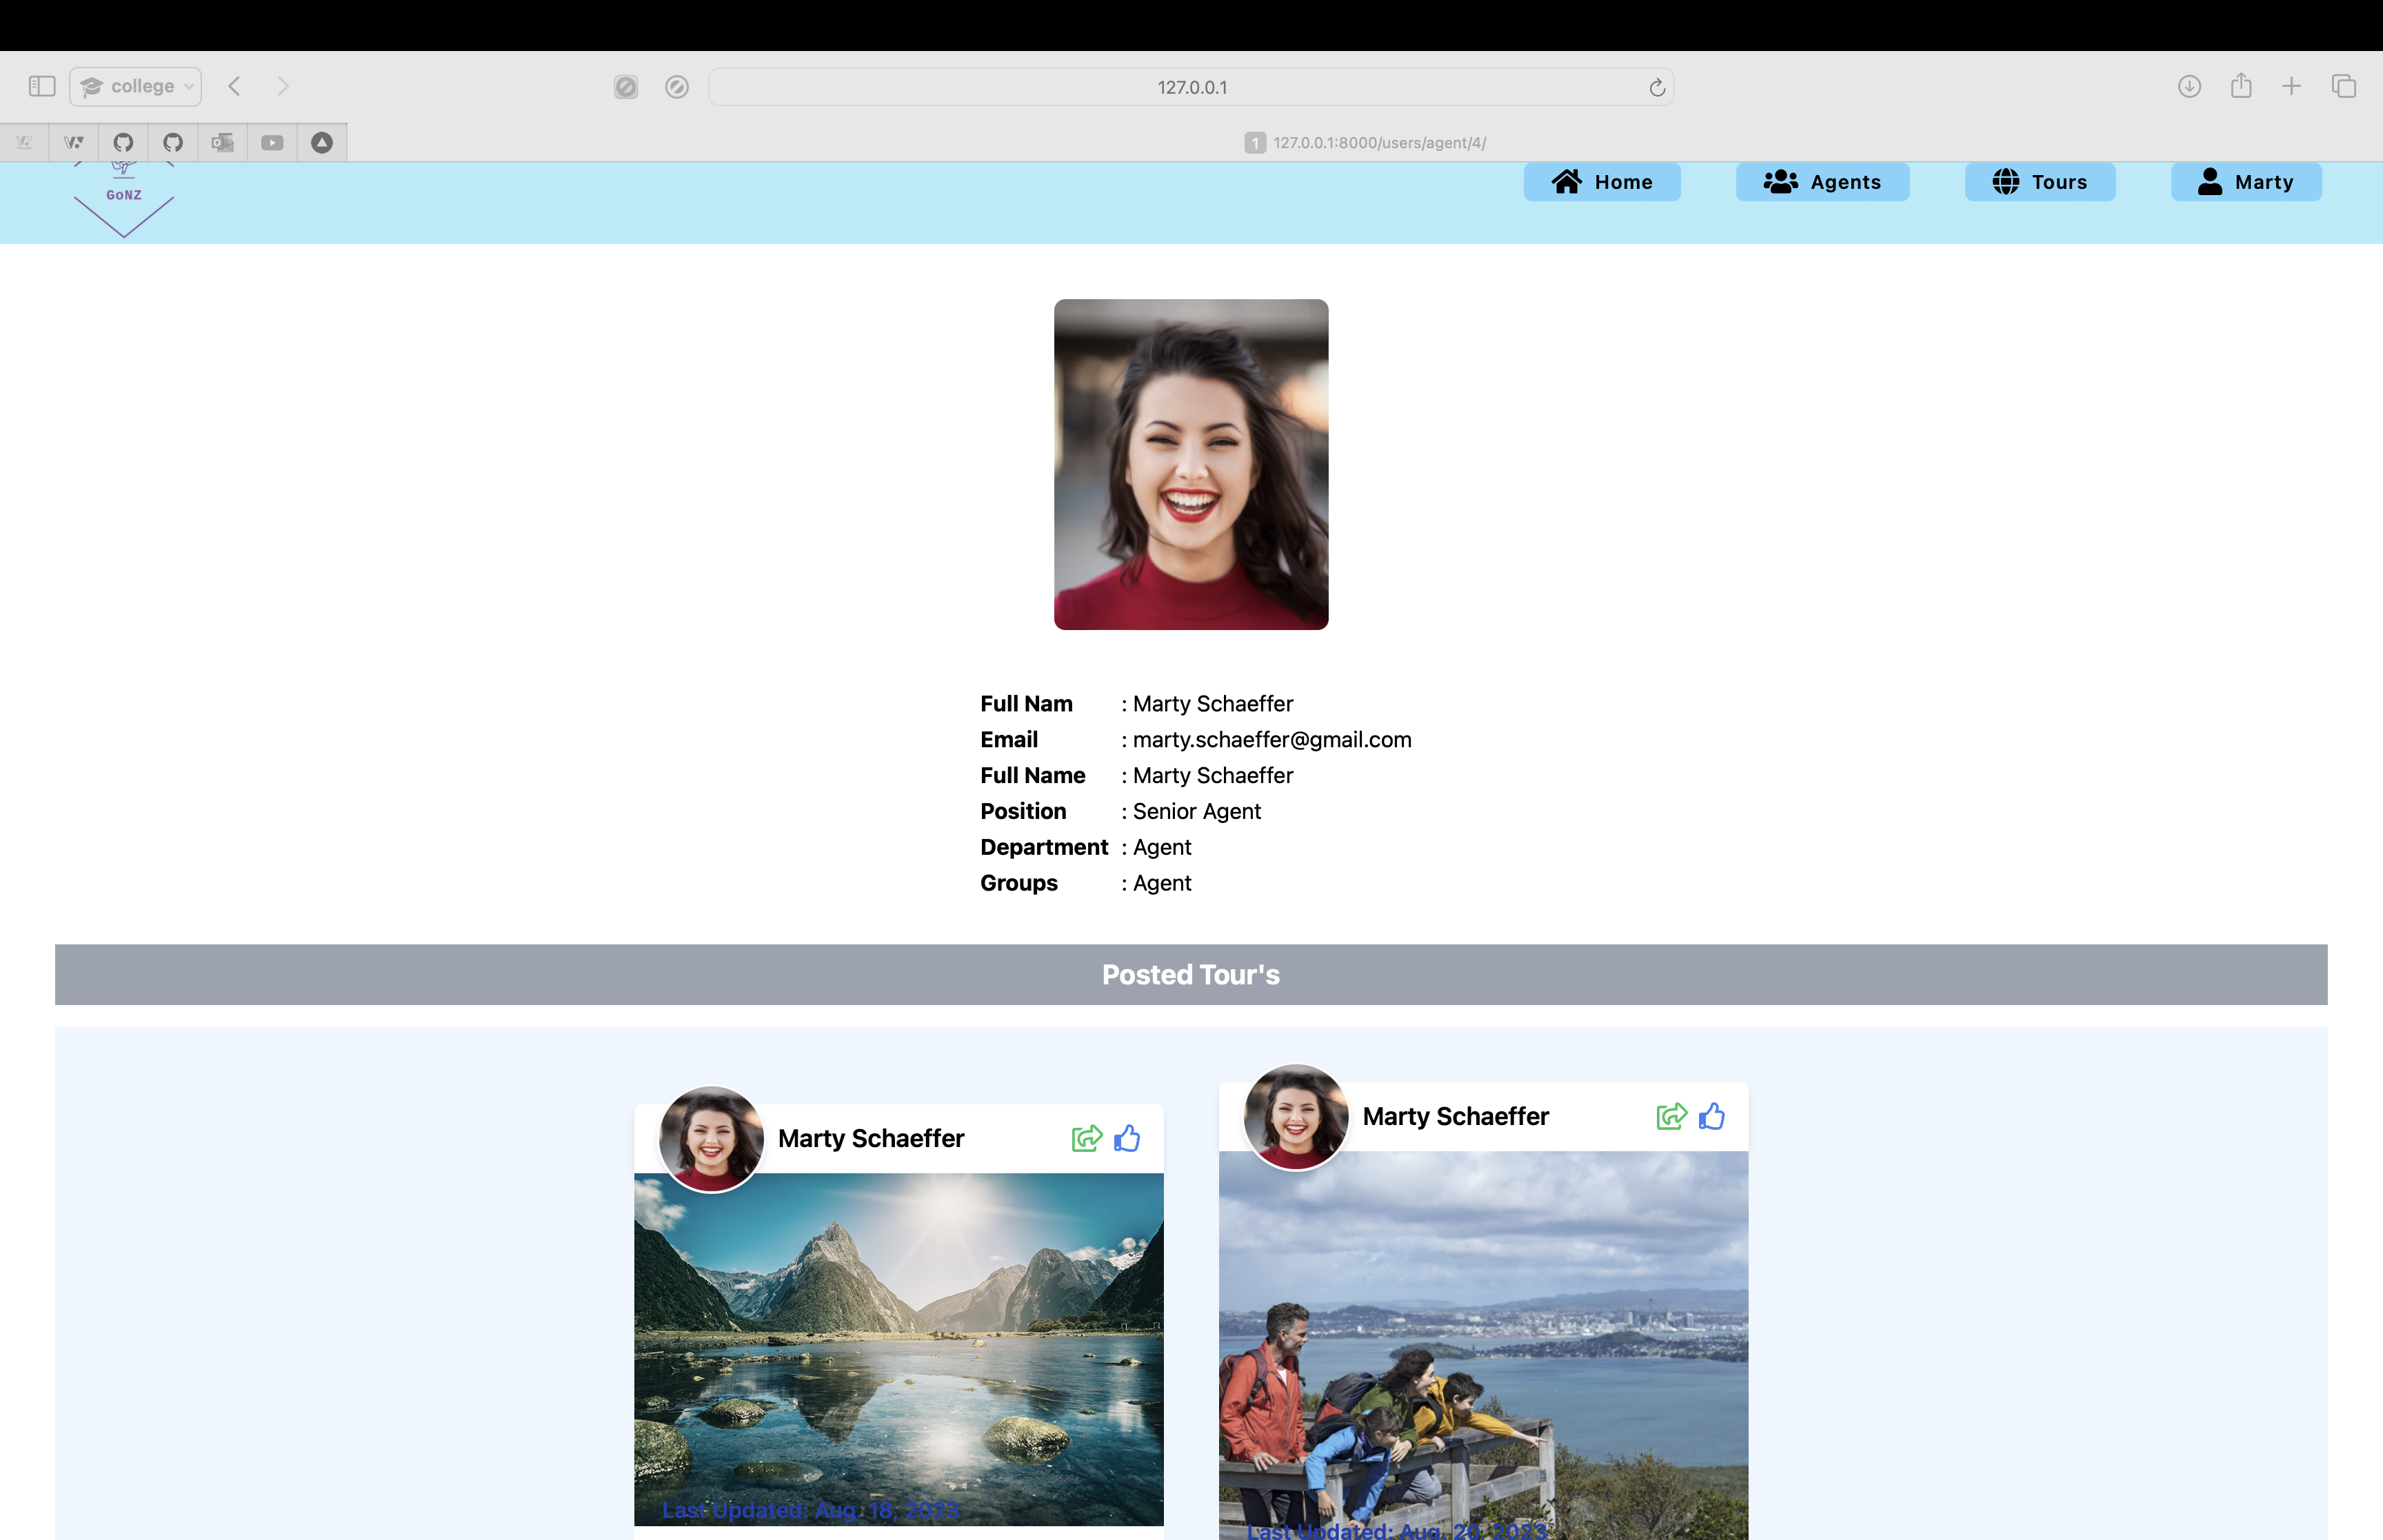 college
127.0.0.1
1 127.0.0.1:8000/users/agent/4/
GoNZ
Home
Agents
Tours
Marty
Full Nam : Marty Schaeffer
Email : marty.schaeffer@gmail.com
Full Name : Marty Schaeffer
Position : Senior Agent
Department : Agent
Groups : Agent
Posted Tour's
Marty Schaeffer
Last Updated: Aug. 18, 2023
Marty Schaeffer
Last Updated: Aug. 20, 2023